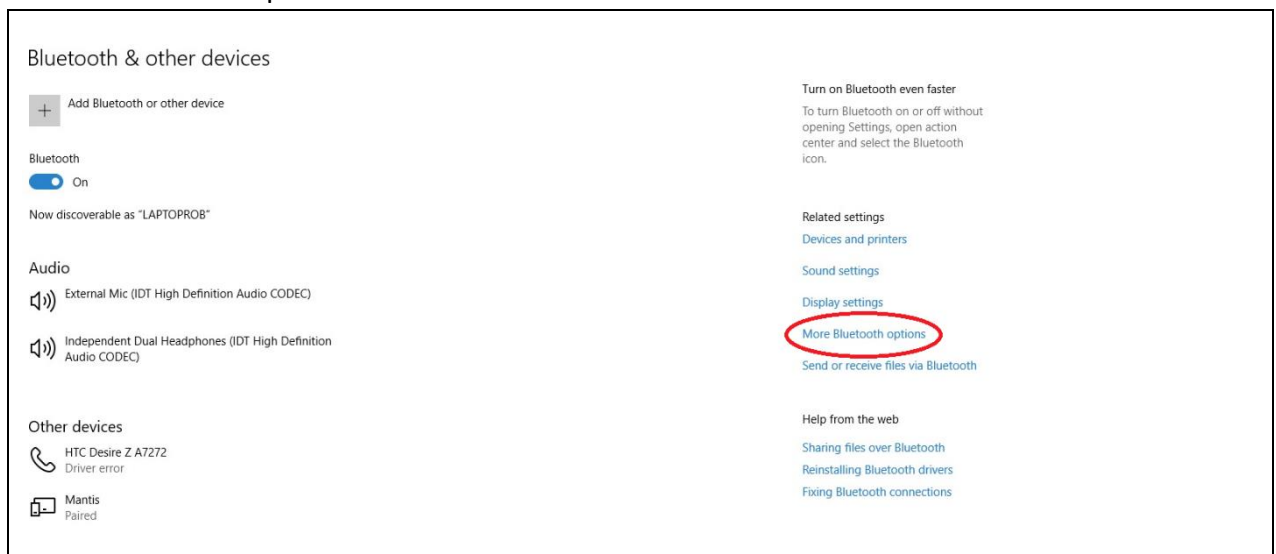 Bluetooth & other devices
Add Bluetooth or other device
Bluetooth
On
Now discoverable as "LAPTOPROB"
Audio
External Mic (IDT High Definition Audio CODEC)
Independent Dual Headphones (IDT High Definition
Audio CODEC)
Other devices
HTC Desire Z A7272
Driver error
Mantis
Paired
Turn on Bluetooth even faster
To turn Bluetooth on or off without
opening Settings, open action
center and select the Bluetooth
icon.
Related settings
Devices and printers
Sound settings
Display settings
More Bluetooth options
Send or receive files via Bluetooth
Help from the web
Sharing files over Bluetooth
Reinstalling Bluetooth drivers
Fixing Bluetooth connections